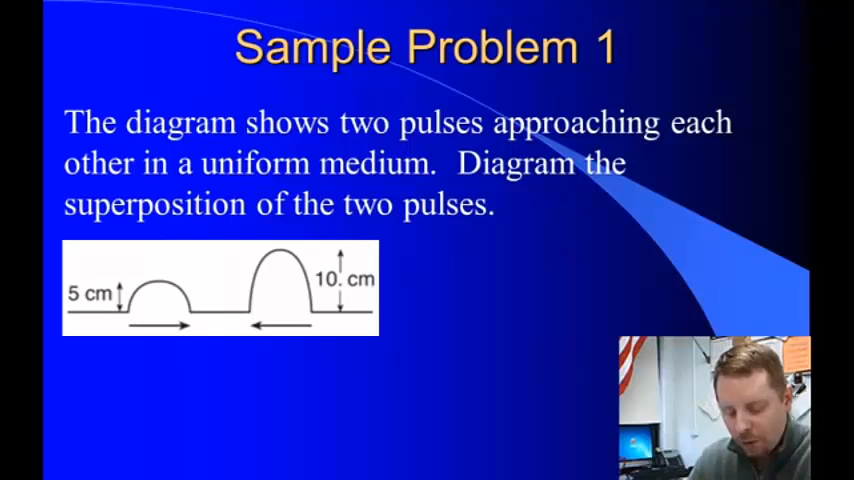 Sample Problem 1
The diagram shows two pulses approaching each
other in a uniform medium.  Diagram the
superposition of the two pulses.
5 cm
10. cm